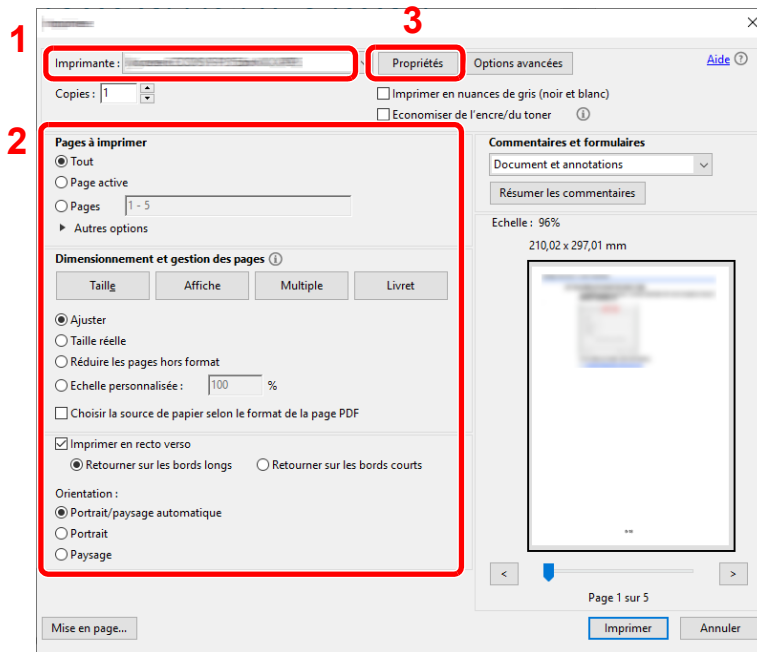 1
3
Imprimante :
Propriétés
Options avancées
Aide
Copies : 1
Imprimer en nuances de gris (noir et blanc)
Economiser de l'encre/du toner
2
Pages à imprimer
Tout
Page active
Pages 1 - 5
Autres options
Dimensionnement et gestion des pages
Taille
Affiche
Multiple
Livret
Ajuster
Taille réelle
Réduire les pages hors format
Echelle personnalisée : 100 %
Choisir la source de papier selon le format de la page PDF
Imprimer en recto verso
Retourner sur les bords longs
Retourner sur les bords courts
Orientation :
Portrait/paysage automatique
Portrait
Paysage
Commentaires et formulaires
Document et annotations
Résumer les commentaires
Echelle : 96%
210,02 x 297,01 mm
<
>
Page 1 sur 5
Mise en page...
Imprimer
Annuler